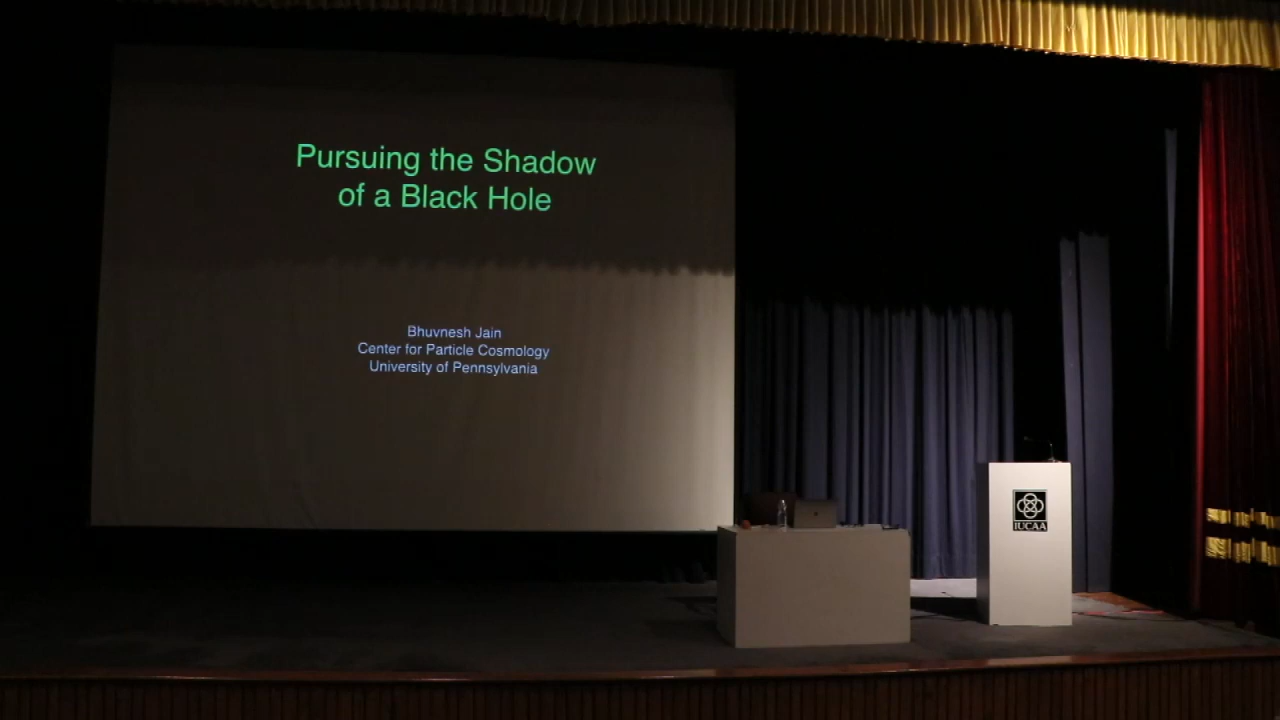 Pursuing the Shadow
of a Black Hole
Bhuvnesh Jain
Center for Particle Cosmology
University of Pennsylvania
IUCAA